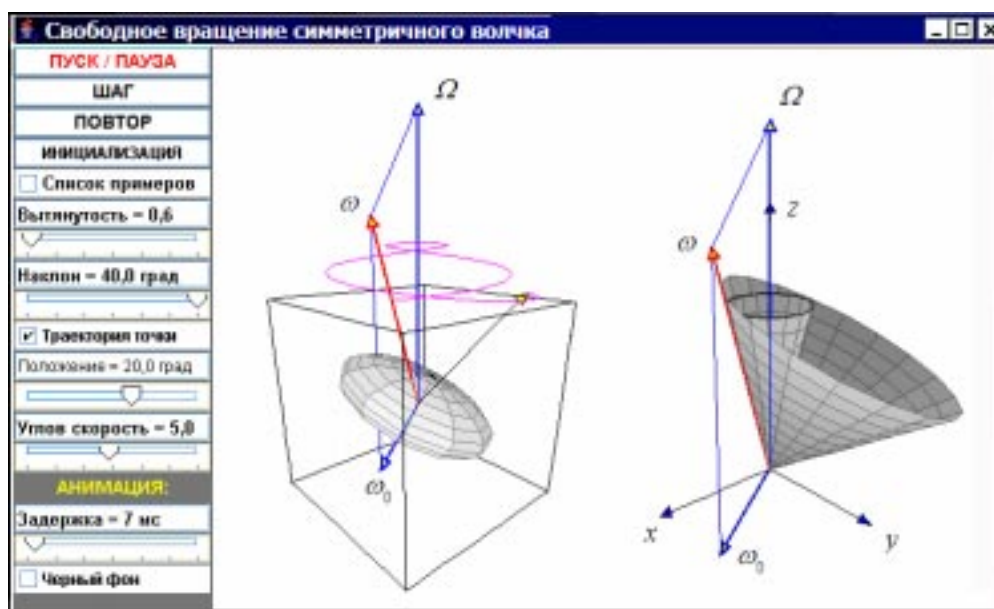 Свободное вращение симметричного волчка
ПУСК / ПАУЗА
ШАГ
ПОВТОР
ИНИЦИАЛИЗАЦИЯ
Список примеров
Вытянутость = 0,6
Наклон = 40,0 град
Траектория точки
Положение = 20,0 град
Углов скорость = 5,0
АНИМАЦИЯ:
Задержка = 7 мс
Черный фон
Ω
ω
ω₀
Ω
z
ω
x
y
ω₀